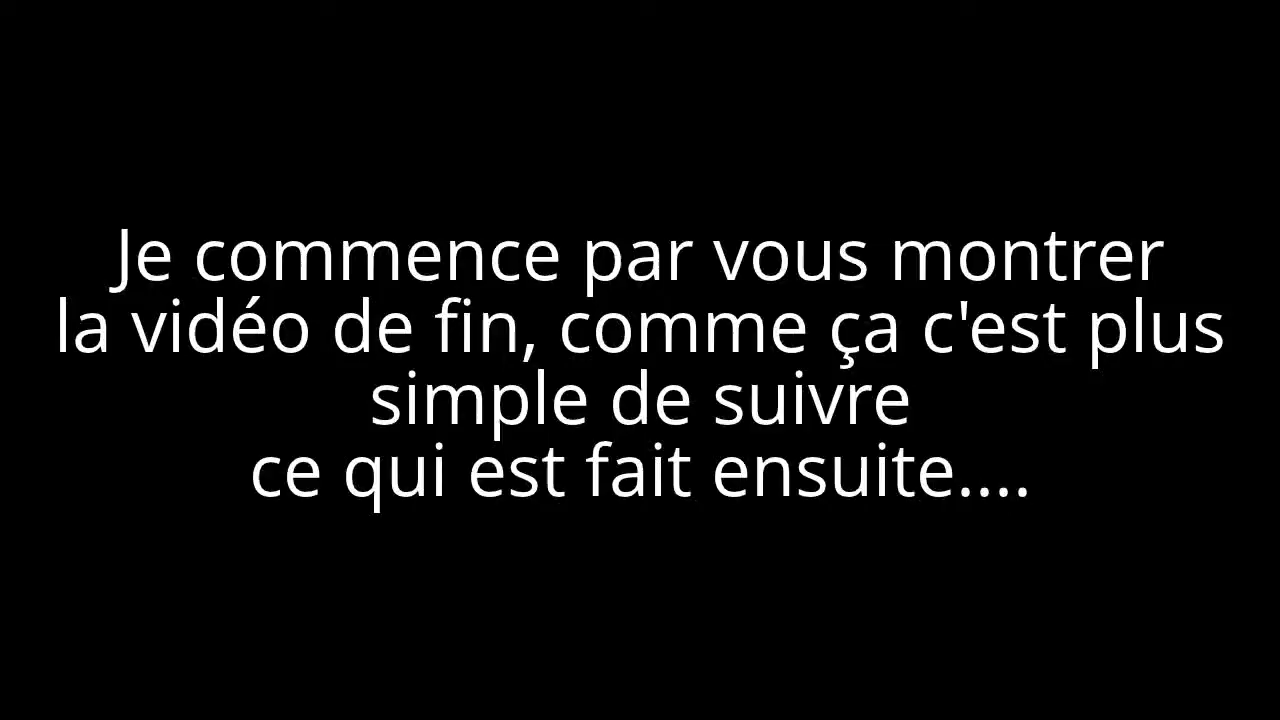 Je commence par vous montrer
la vidéo de fin, comme ça c'est plus
simple de suivre
ce qui est fait ensuite....